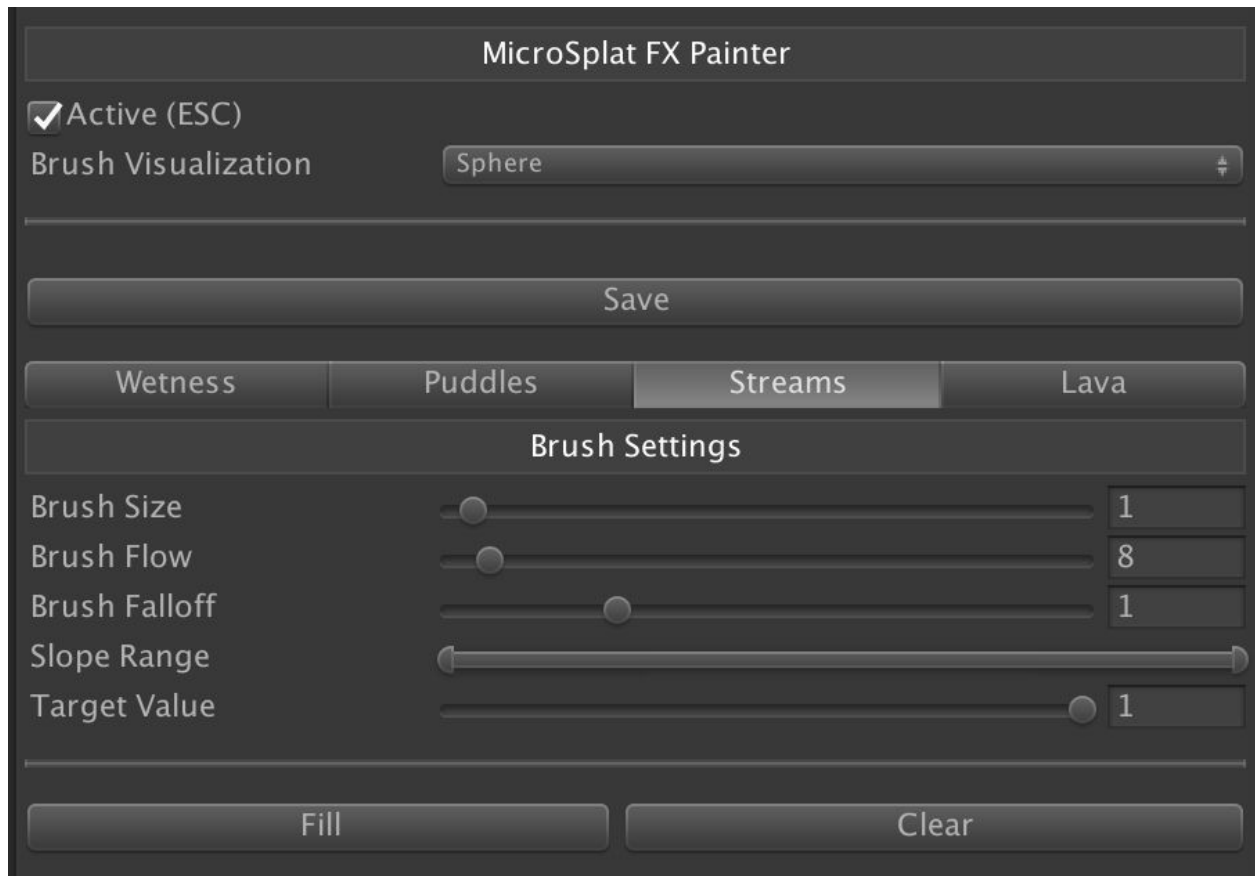 MicroSplat FX Painter
Active (ESC)
Brush Visualization Sphere
Save
Wetness Puddles Streams Lava
Brush Settings
Brush Size 1
Brush Flow 8
Brush Falloff 1
Slope Range
Target Value 1
Fill Clear